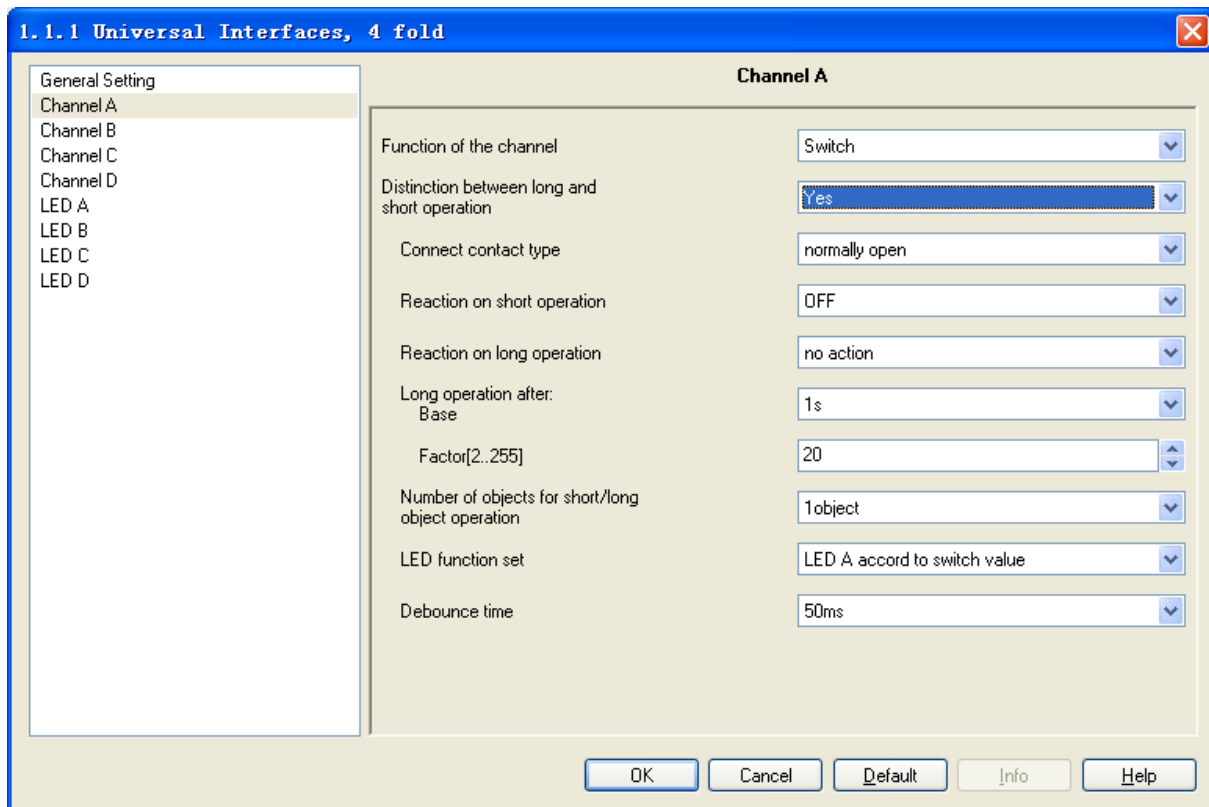 1.1.1 Universal Interfaces, 4 fold
General Setting
Channel A
Channel B
Channel C
Channel D
LED A
LED B
LED C
LED D
Channel A
Function of the channel
Switch
Distinction between long and
short operation
Yes
Connect contact type
normally open
Reaction on short operation
OFF
Reaction on long operation
no action
Long operation after:
Base
1s
Factor[2..255]
20
Number of objects for short/long
object operation
1object
LED function set
LED A accord to switch value
Debounce time
50ms
OK
Cancel
Default
Info
Help